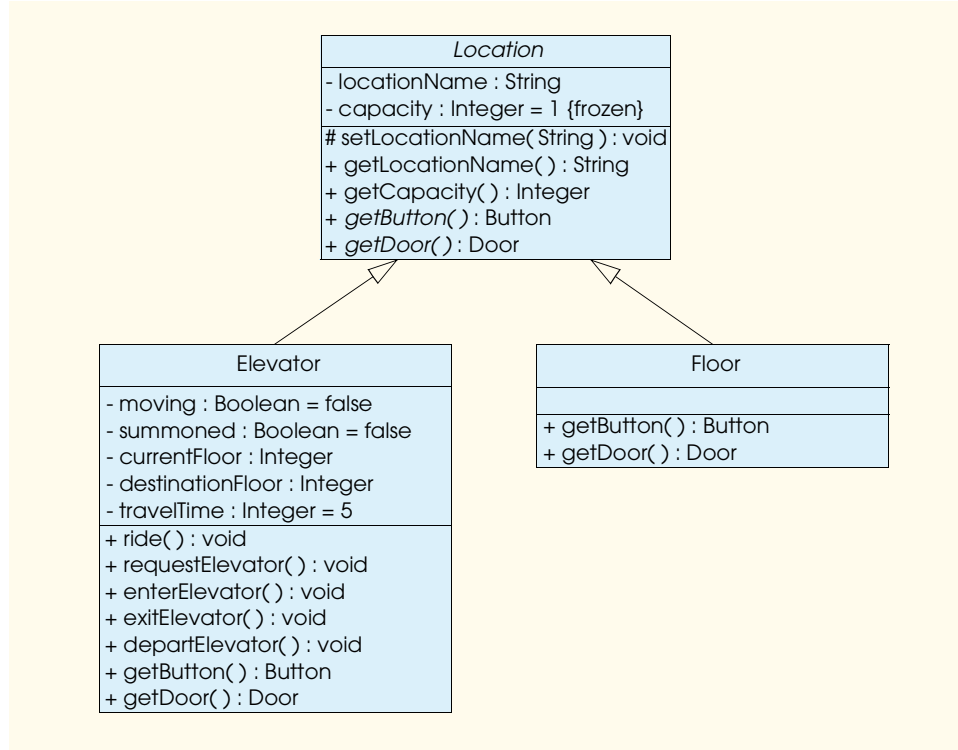 Location
- locationName : String
- capacity : Integer = 1 {frozen}
# setLocationName( String ) : void
+ getLocationName( ) : String
+ getCapacity( ) : Integer
+ getButton( ) : Button
+ getDoor( ) : Door
Elevator
- moving : Boolean = false
- summoned : Boolean = false
- currentFloor : Integer
- destinationFloor : Integer
- travelTime : Integer = 5
+ ride( ) : void
+ requestElevator( ) : void
+ enterElevator( ) : void
+ exitElevator( ) : void
+ departElevator( ) : void
+ getButton( ) : Button
+ getDoor( ) : Door
Floor
+ getButton( ) : Button
+ getDoor( ) : Door